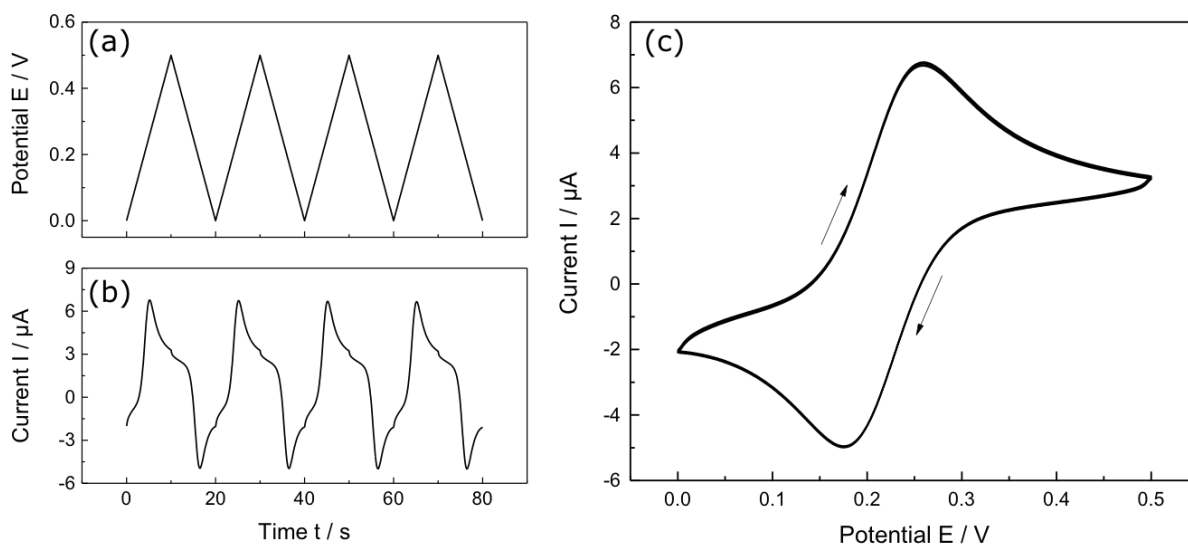 (a)
Potential E / V
0.6
0.4
0.2
0.0
(b)
Current I / µA
9
6
3
0
-3
-6
0 20 40 60 80
Time t / s
(c)
Current I / µA
8
6
4
2
0
-2
-4
-6
0.0 0.1 0.2 0.3 0.4 0.5
Potential E / V